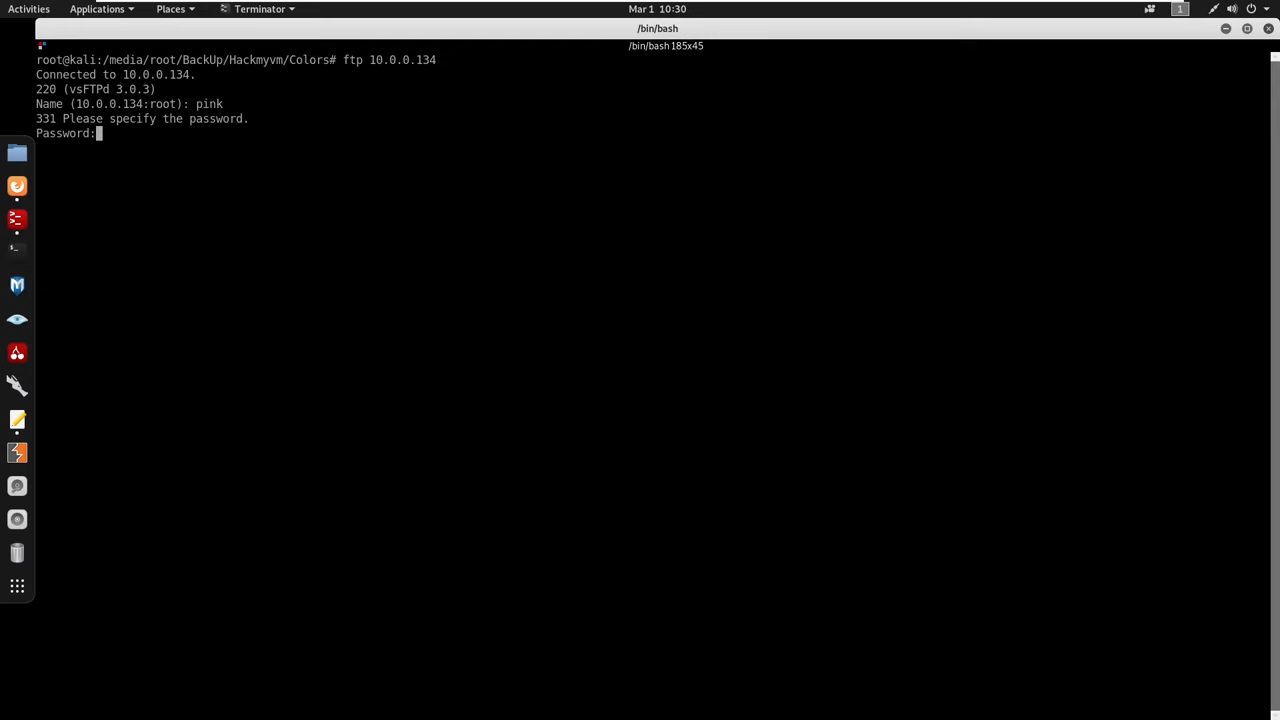 Activities Applications Places Terminator Mar 1 10:30 1
/bin/bash
/bin/bash 185x45
root@kali:/media/root/BackUp/Hackmyvm/Colors# ftp 10.0.0.134
Connected to 10.0.0.134.
220 (vsFTPd 3.0.3)
Name (10.0.0.134:root): pink
331 Please specify the password.
Password: